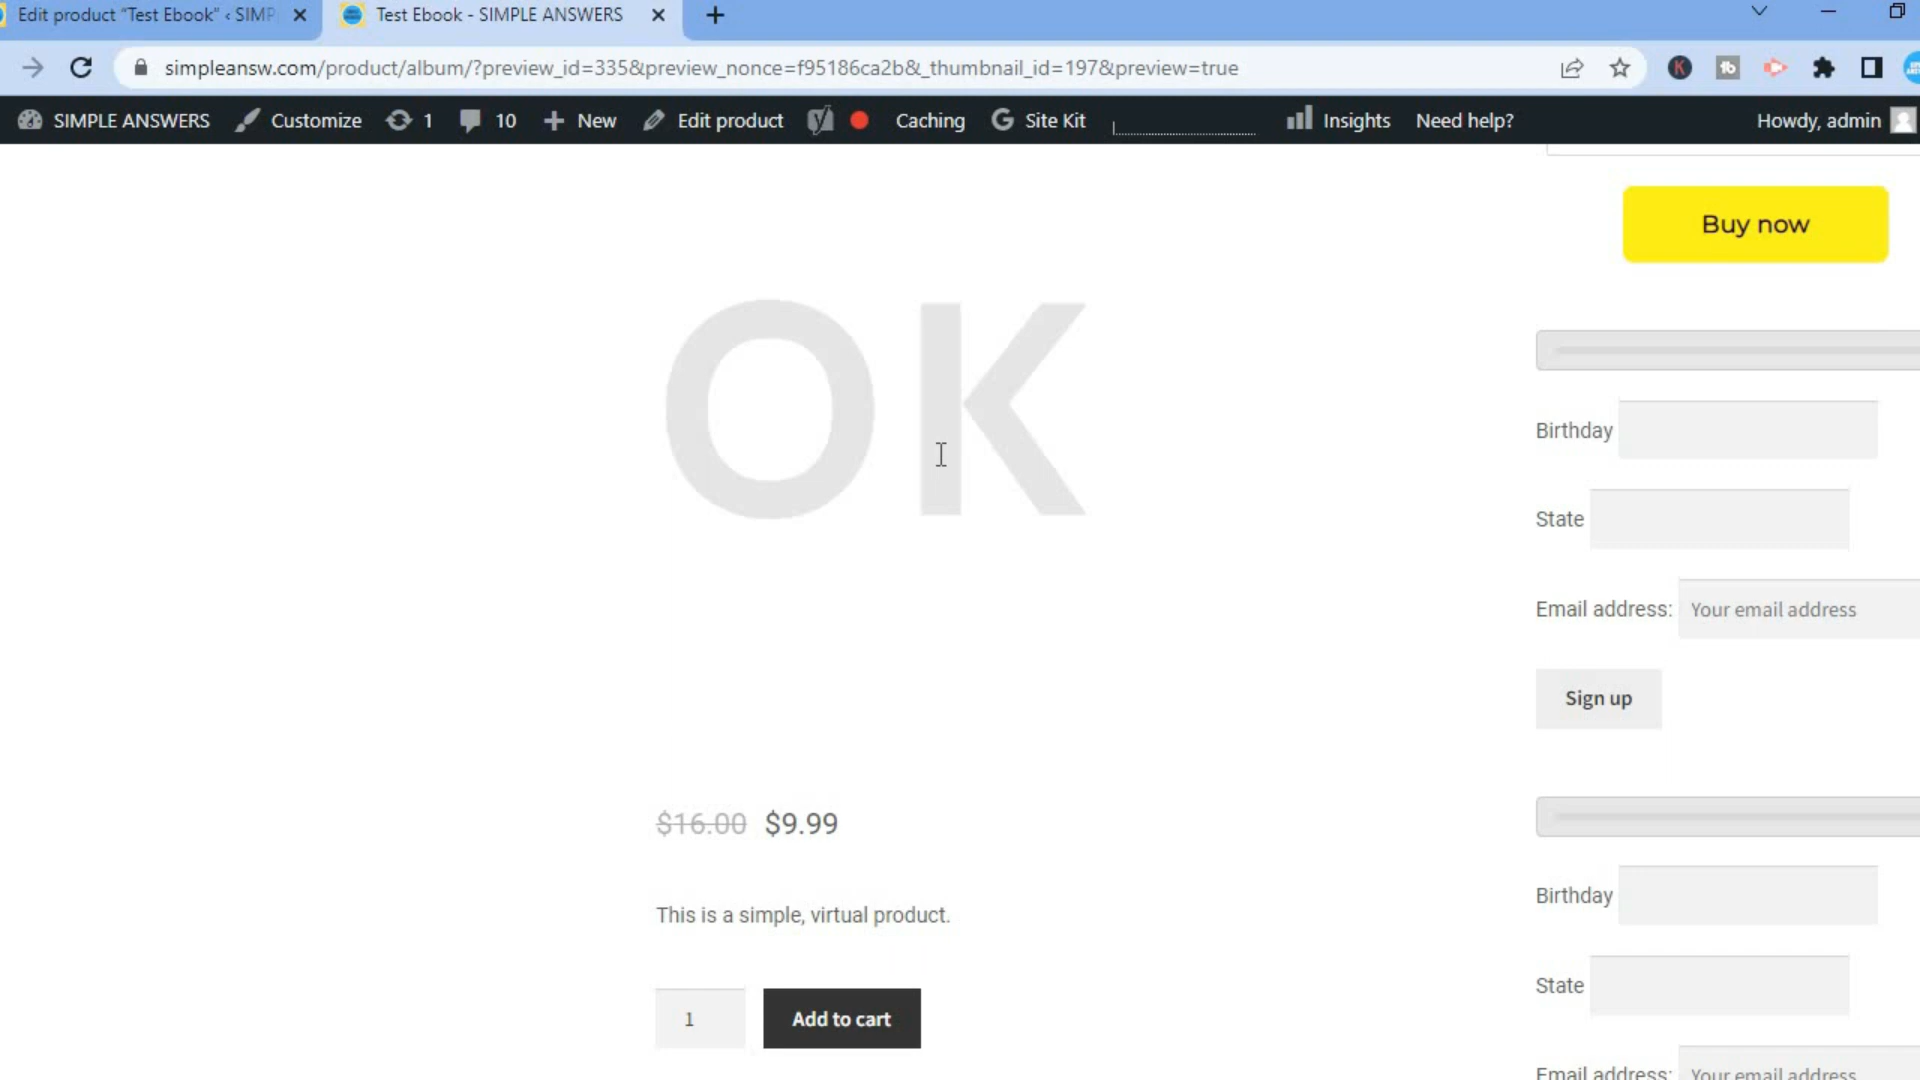 Edit product “Test Ebook” ‹ SIMP
Test Ebook - SIMPLE ANSWERS
simpleansw.com/product/album/?preview_id=335&preview_nonce=f95186ca2b&_thumbnail_id=197&preview=true
SIMPLE ANSWERS Customize 1 10 New Edit product Caching Site Kit Insights Need help? Howdy, admin
Buy now
OK
Birthday
State
Email address: Your email address
Sign up
$16.00 $9.99
This is a simple, virtual product.
1 Add to cart
Birthday
State
Email address: Your email address